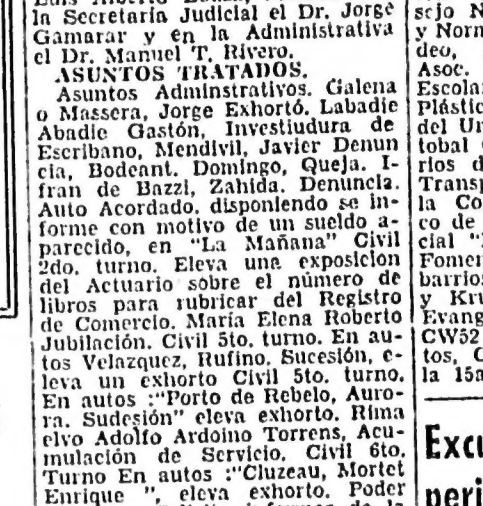 la Secretaría Judicial el Dr. Jorge
Gamarar y en la Administrativa
el Dr. Manuel T. Rivero.
ASUNTOS TRATADOS.
Asuntos Adminstrativos. Galena
o Massera, Jorge Exhortó. Labadie
Abadie Gastón, Investiudura de
Escribano, Mendivil, Javier Denun
cia, Bodeant. Domingo, Queja. I-
fran de Bazzi, Zahida. Denuncia.
Auto Acordado, disponiendo se in-
forme con motivo de un sueldo a-
parecido, en "La Mañana" Civil
2do. turno. Eleva una exposicion
del Actuario sobre el número de
libros para rubricar del Registro
de Comercio. María Elena Roberto
Jubilación. Civil 5to. turno. En au-
tos Velazquez, Rufino. Sucesión, e-
leva un exhorto Civil 5to. turno.
En autos :"Porto de Rebelo, Auro-
ra. Sudesión" eleva exhorto. Rima
elvo Adolfo Ardoino Torrens, Acu-
mulación de Servicio. Civil 6to.
Turno En autos :"Cluzeau, Mortet
Enrique ", eleva exhorto. Poder
informes de la
sejo N
y Norn
deo,
Asoc.
Escola
Plástic
del Ur
tobal
rios d
Transp
la Co
co de
cial "
Fomen
barrios
y Kru
Evang
CW52
tos, C
la 15a
Excu
peri